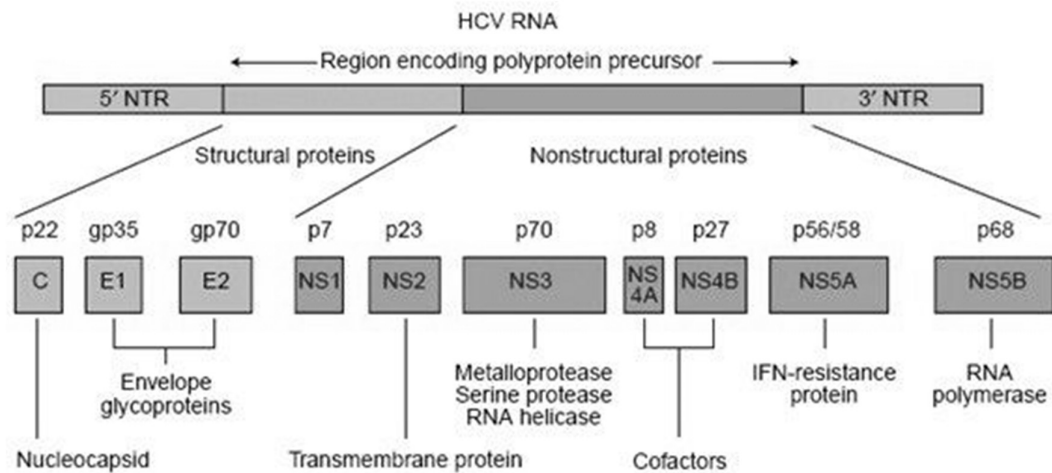 HCV RNA
Region encoding polyprotein precursor
5′ NTR
3′ NTR
Structural proteins
Nonstructural proteins
p22 gp35 gp70 p7 p23 p70 p8 p27 p56/58 p68
C E1 E2 NS1 NS2 NS3 NS
4A NS4B NS5A NS5B
Envelope
glycoproteins
Metalloprotease
Serine protease
RNA helicase
IFN-resistance
protein
RNA
polymerase
Nucleocapsid
Transmembrane protein
Cofactors